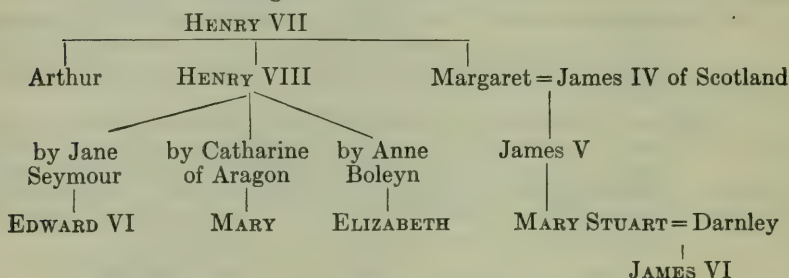 HENRY VII
Arthur HENRY VIII Margaret=James IV of Scotland
by Jane by Catharine by Anne James V
Seymour of Aragon Boleyn
EDWARD VI MARY ELIZABETH MARY STUART=Darnley
JAMES VI